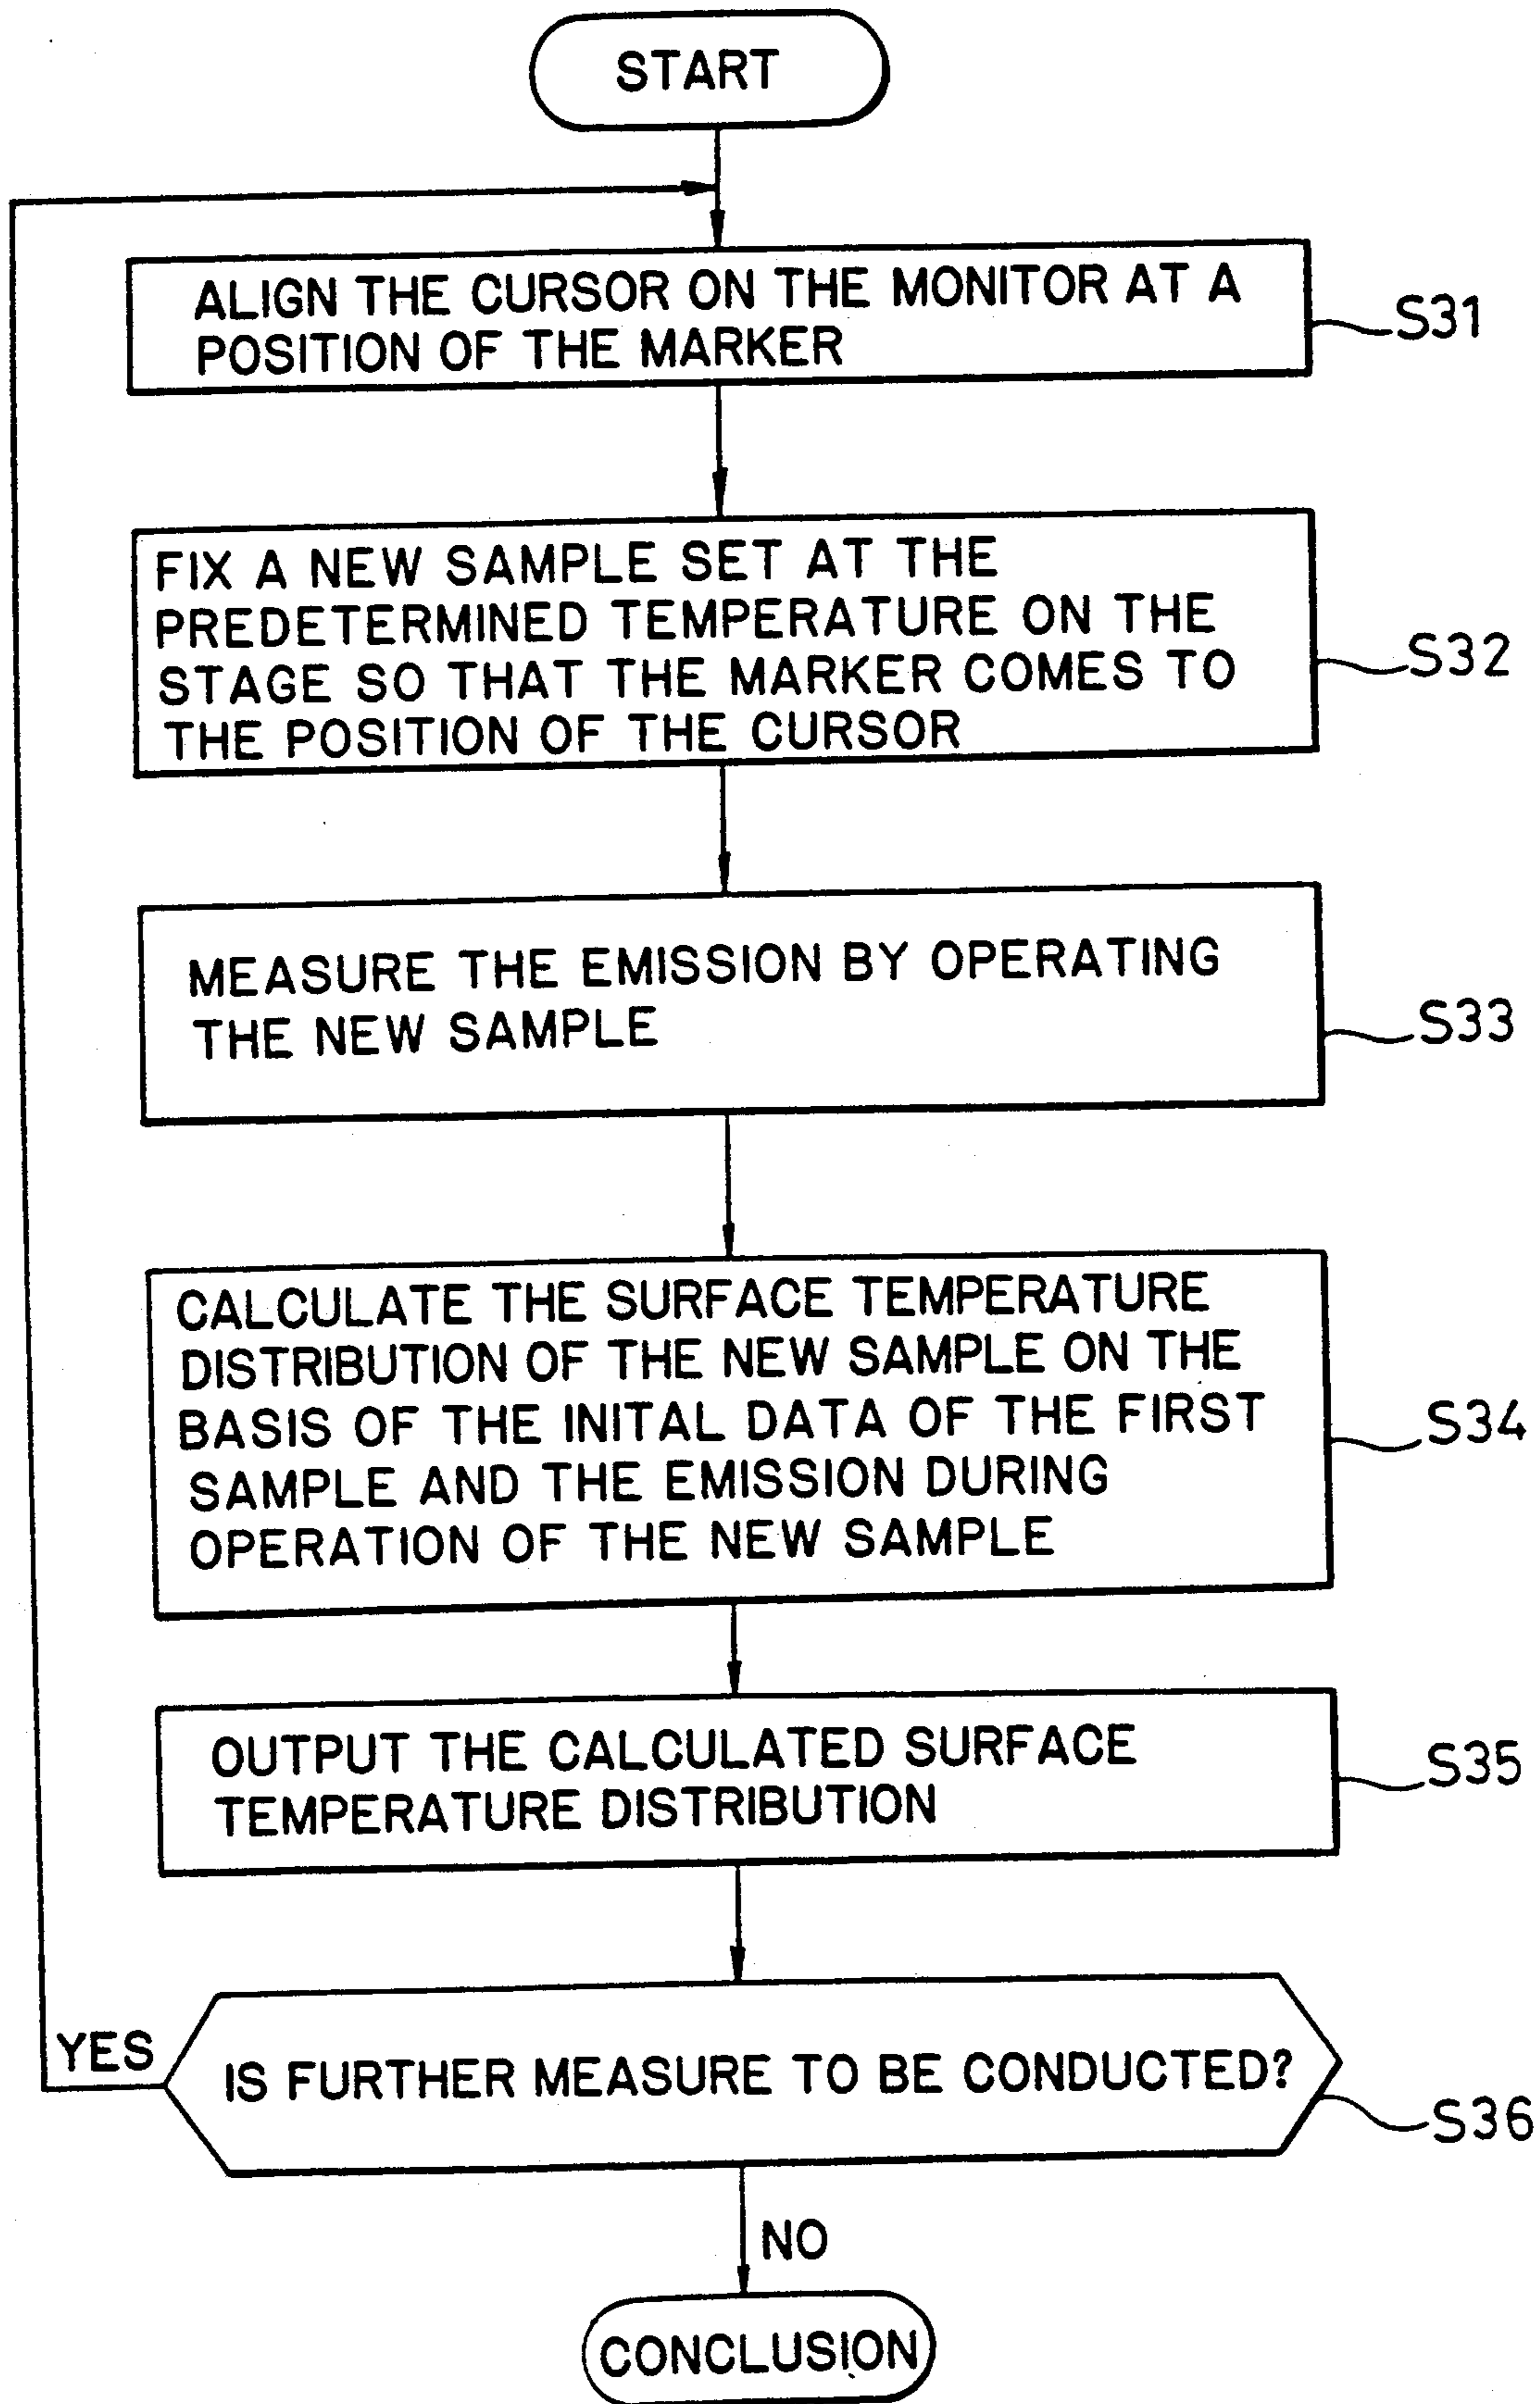 START
ALIGN THE CURSOR ON THE MONITOR AT A
POSITION OF THE MARKER
S31
FIX A NEW SAMPLE SET AT THE
PREDETERMINED TEMPERATURE ON THE
STAGE SO THAT THE MARKER COMES TO
THE POSITION OF THE CURSOR
S32
MEASURE THE EMISSION BY OPERATING
THE NEW SAMPLE
S33
CALCULATE THE SURFACE TEMPERATURE
DISTRIBUTION OF THE NEW SAMPLE ON THE
BASIS OF THE INITAL DATA OF THE FIRST
SAMPLE AND THE EMISSION DURING
OPERATION OF THE NEW SAMPLE
S34
OUTPUT THE CALCULATED SURFACE
TEMPERATURE DISTRIBUTION
S35
YES
IS FURTHER MEASURE TO BE CONDUCTED?
S36
NO
CONCLUSION